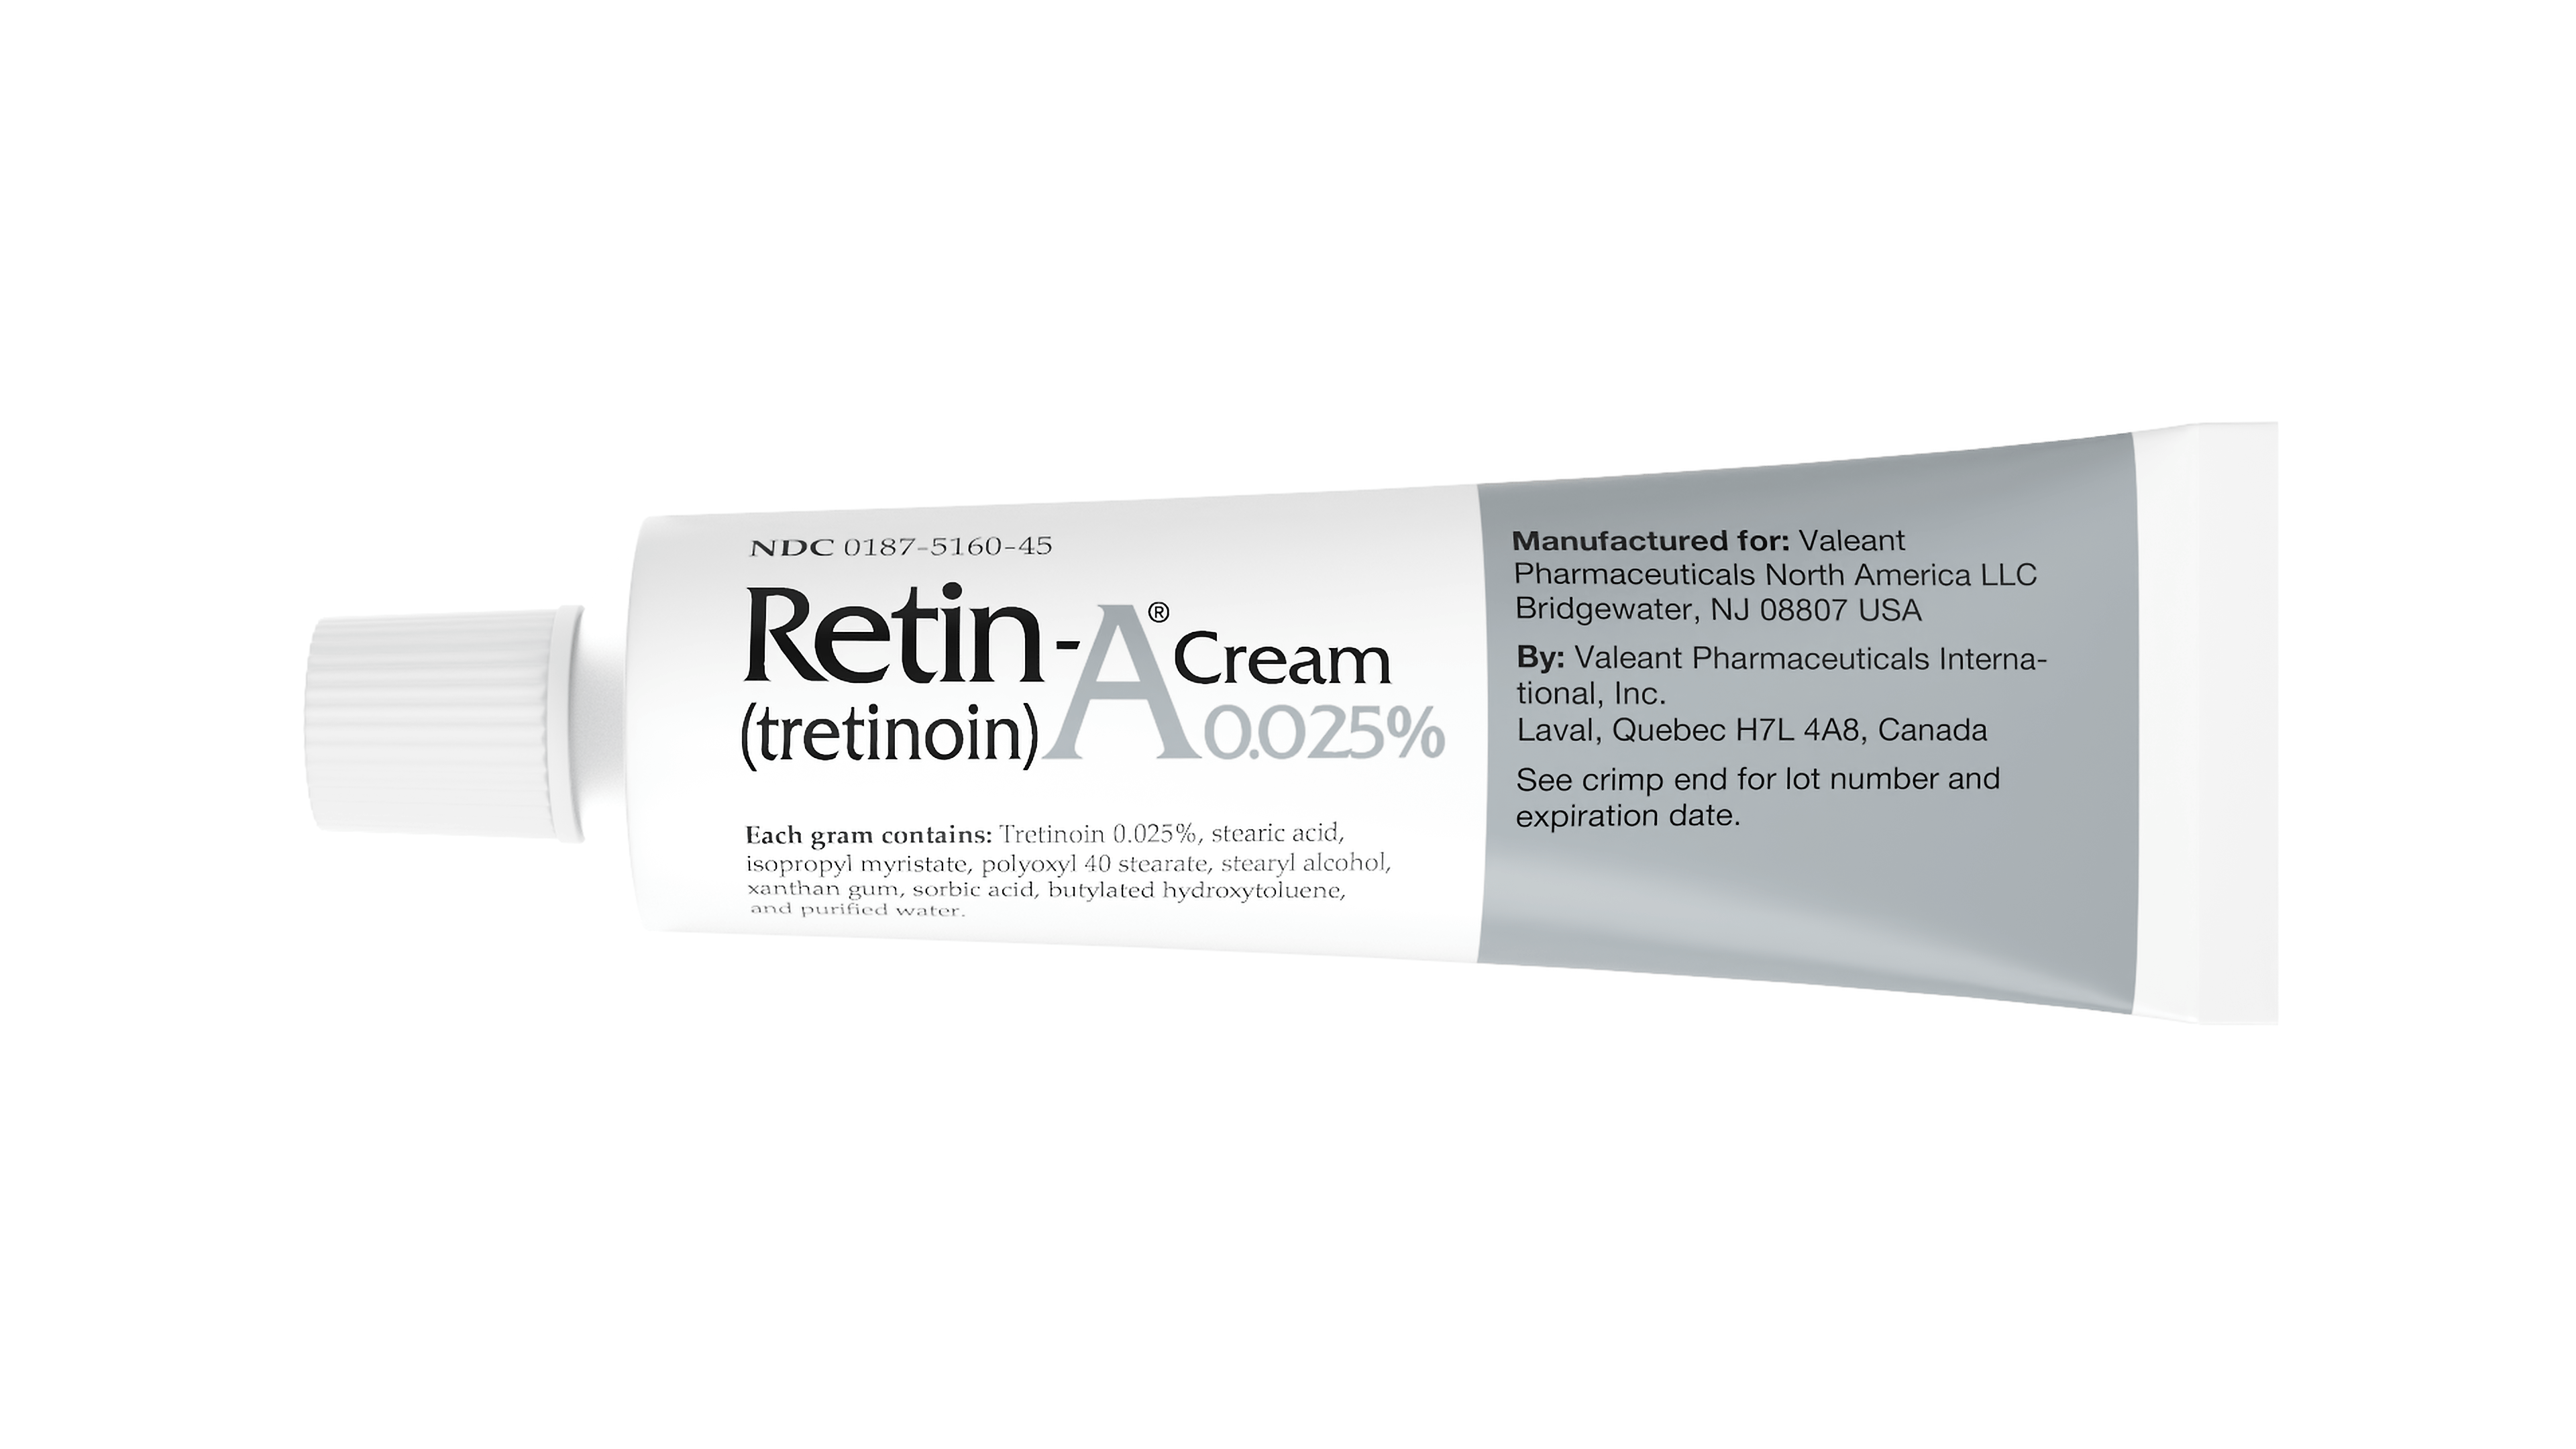 NDC 0187-5160-45
Retin-A® Cream
(tretinoin) 0.025%
Each gram contains: Tretinoin 0.025%, stearic acid,
isopropyl myristate, polyoxyl 40 stearate, stearyl alcohol,
xanthan gum, sorbic acid, butylated hydroxytoluene,
and purified water.
Manufactured for: Valeant
Pharmaceuticals North America LLC
Bridgewater, NJ 08807 USA
By: Valeant Pharmaceuticals Interna-
tional, Inc.
Laval, Quebec H7L 4A8, Canada
See crimp end for lot number and
expiration date.